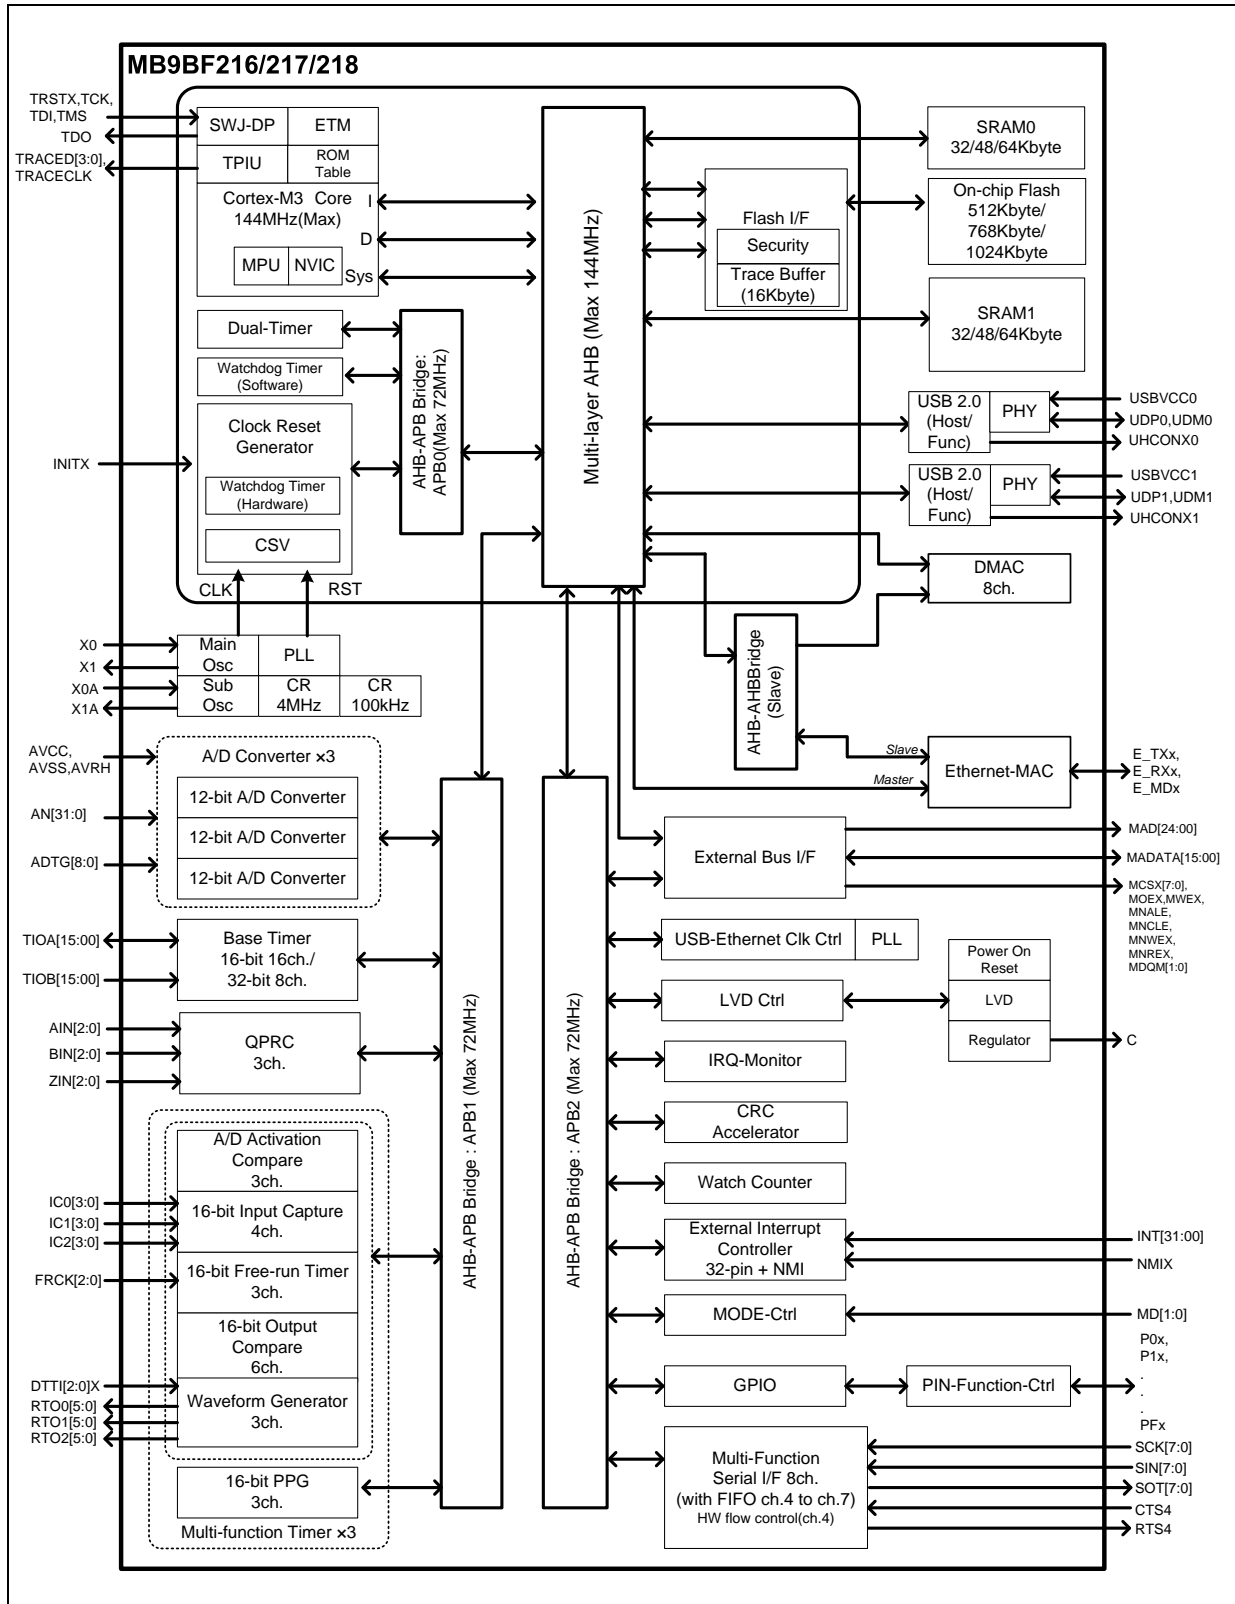 MB9BF216/217/218
TRSTX,TCK,
TDI,TMS
TDO
TRACED[3:0],
TRACECLK
SWJ-DP
ETM
TPIU
ROM
Table
Cortex-M3 Core
144MHz(Max)
I
D
Sys
MPU
NVIC
Dual-Timer
Watchdog Timer
(Software)
Clock Reset
Generator
Watchdog Timer
(Hardware)
CSV
CLK
RST
INITX
AHB-APB Bridge:
APB0(Max 72MHz)
Multi-layer AHB (Max 144MHz)
Flash I/F
Security
Trace Buffer
(16Kbyte)
SRAM0
32/48/64Kbyte
On-chip Flash
512Kbyte/
768Kbyte/
1024Kbyte
SRAM1
32/48/64Kbyte
USB 2.0
(Host/
Func)
PHY
USBVCC0
UDP0,UDM0
UHCONX0
USB 2.0
(Host/
Func)
PHY
USBVCC1
UDP1,UDM1
UHCONX1
DMAC
8ch.
AHB-AHBBridge
(Slave)
Slave
Master
Ethernet-MAC
E_TXx,
E_RXx,
E_MDx
X0
X1
X0A
X1A
Main
Osc
PLL
Sub
Osc
CR
4MHz
CR
100kHz
AVCC,
AVSS,AVRH
AN[31:0]
ADTG[8:0]
A/D Converter ×3
12-bit A/D Converter
12-bit A/D Converter
12-bit A/D Converter
TIOA[15:00]
TIOB[15:00]
Base Timer
16-bit 16ch./
32-bit 8ch.
AIN[2:0]
BIN[2:0]
ZIN[2:0]
QPRC
3ch.
A/D Activation
Compare
3ch.
IC0[3:0]
IC1[3:0]
IC2[3:0]
16-bit Input Capture
4ch.
FRCK[2:0]
16-bit Free-run Timer
3ch.
16-bit Output
Compare
6ch.
DTTI[2:0]X
RTO0[5:0]
RTO1[5:0]
RTO2[5:0]
Waveform Generator
3ch.
16-bit PPG
3ch.
Multi-function Timer ×3
AHB-APB Bridge : APB1 (Max 72MHz)
AHB-APB Bridge : APB2 (Max 72MHz)
External Bus I/F
MAD[24:00]
MADATA[15:00]
MCSX[7:0],
MOEX,MWEX,
MNALE,
MNCLE,
MNWEX,
MNREX,
MDQM[1:0]
USB-Ethernet Clk Ctrl
PLL
LVD Ctrl
Power On
Reset
LVD
Regulator
C
IRQ-Monitor
CRC
Accelerator
Watch Counter
External Interrupt
Controller
32-pin + NMI
INT[31:00]
NMIX
MODE-Ctrl
MD[1:0]
GPIO
PIN-Function-Ctrl
P0x,
P1x,
.
.
.
PFx
Multi-Function
Serial I/F 8ch.
(with FIFO ch.4 to ch.7)
HW flow control(ch.4)
SCK[7:0]
SIN[7:0]
SOT[7:0]
CTS4
RTS4